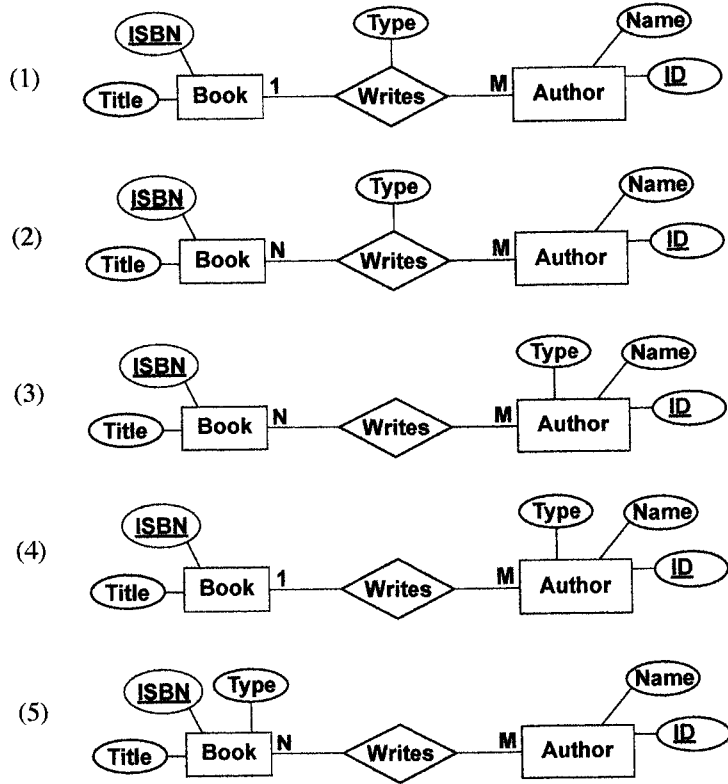 (1) ISBN Title Book 1 Type Writes M Author Name ID
(2) ISBN Title Book N Type Writes M Author Name ID
(3) ISBN Title Book N Writes M Type Author Name ID
(4) ISBN Title Book 1 Writes M Type Author Name ID
(5) ISBN Type Title Book N Writes M Author Name ID